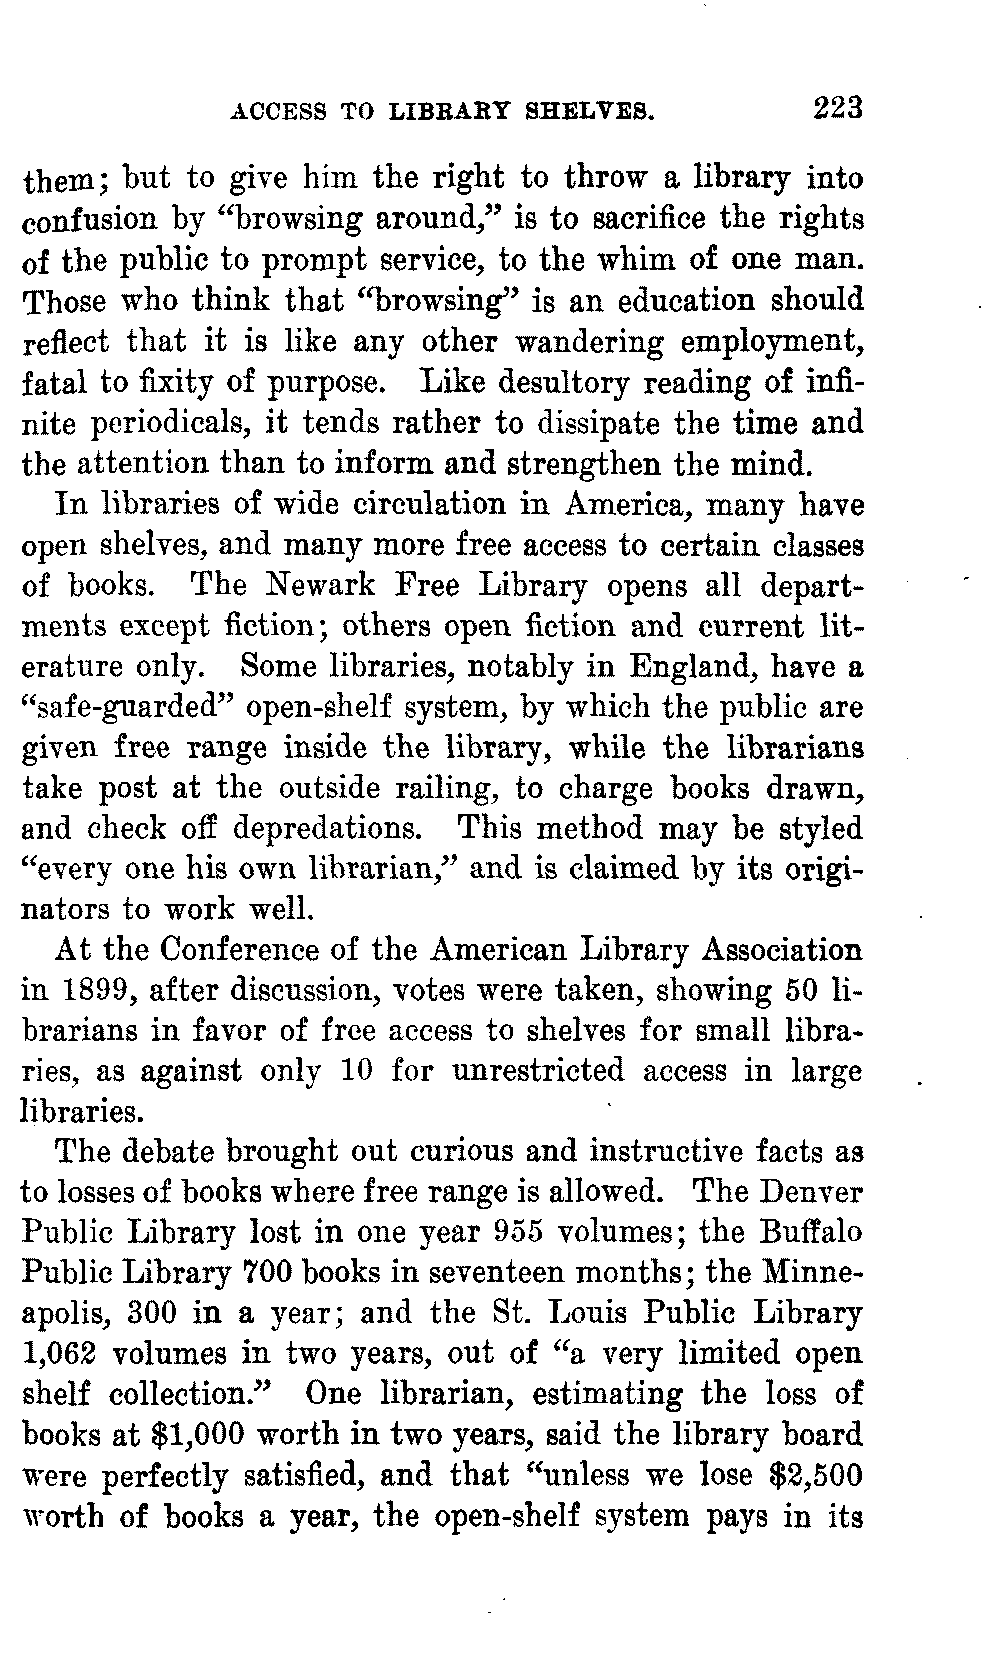 ACCESS TO LIBRARY SHELVES. 223
them; but to give him the right to throw a library into
confusion by “browsing around,” is to sacrifice the rights
of the public to prompt service, to the whim of one man.
Those who think that “browsing” is an education should
reflect that it is like any other wandering employment,
fatal to fixity of purpose. Like desultory reading of infi-
nite periodicals, it tends rather to dissipate the time and
the attention than to inform and strengthen the mind.
In libraries of wide circulation in America, many have
open shelves, and many more free access to certain classes
of books. The Newark Free Library opens all depart-
ments except fiction; others open fiction and current lit-
erature only. Some libraries, notably in England, have a
“safe-guarded” open-shelf system, by which the public are
given free range inside the library, while the librarians
take post at the outside railing, to charge books drawn,
and check off depredations. This method may be styled
“every one his own librarian,” and is claimed by its origi-
nators to work well.
At the Conference of the American Library Association
in 1899, after discussion, votes were taken, showing 50 li-
brarians in favor of free access to shelves for small libra-
ries, as against only 10 for unrestricted access in large
libraries.
The debate brought out curious and instructive facts as
to losses of books where free range is allowed. The Denver
Public Library lost in one year 955 volumes; the Buffalo
Public Library 700 books in seventeen months; the Minne-
apolis, 300 in a year; and the St. Louis Public Library
1,062 volumes in two years, out of “a very limited open
shelf collection.” One librarian, estimating the loss of
books at $1,000 worth in two years, said the library board
were perfectly satisfied, and that “unless we lose $2,500
worth of books a year, the open-shelf system pays in its